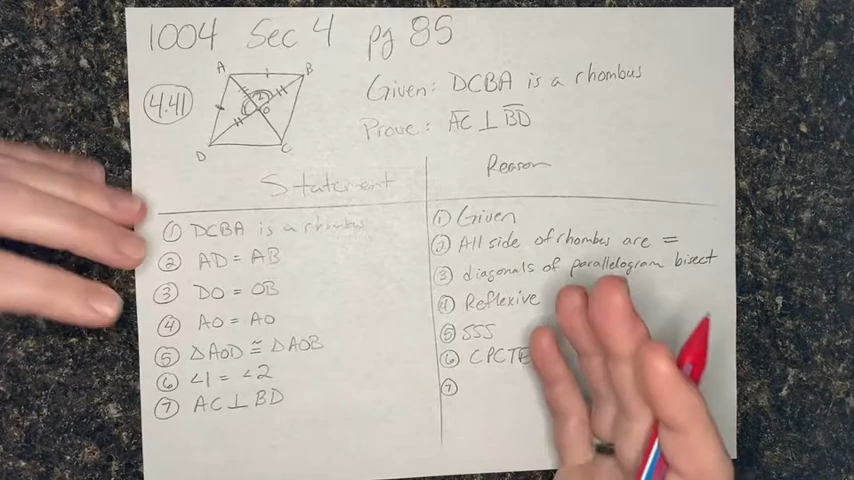 1004 Sec 4 pg 85
4.41
A B
1 2
O
D C
Given: DCBA is a rhombus
Prove: AC ⊥ BD
Statement Reason
① DCBA is a rhombus ① Given
② AD = AB ② All side of rhombus are =
③ DO = OB ③ diagonals of parallelogram bisect
④ AO = AO ④ Reflexive
⑤ △AOD ≅ △AOB ⑤ SSS
⑥ ∠1 = ∠2 ⑥ CPCTE
⑦ AC ⊥ BD ⑦